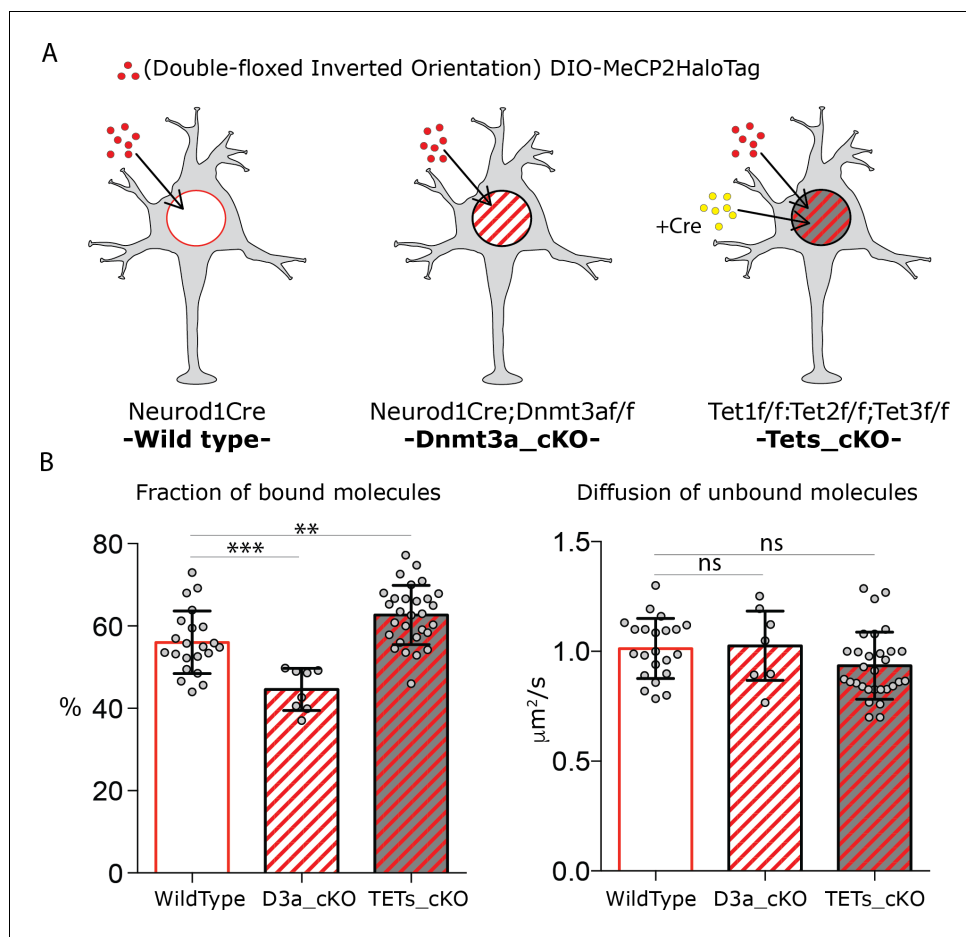 A
(Double-floxed Inverted Orientation) DIO-MeCP2HaloTag
+Cre
Neurod1Cre
-Wild type-
Neurod1Cre;Dnmt3af/f
-Dnmt3a_cKO-
Tet1f/f:Tet2f/f;Tet3f/f
-Tets_cKO-
B
Fraction of bound molecules
**
***
80
60
%
40
20
0
WildType
D3a_cKO
TETs_cKO
Diffusion of unbound molecules
ns
ns
1.5
1.0
μm²/s
0.5
0.0
WildType
D3a_cKO
TETs_cKO